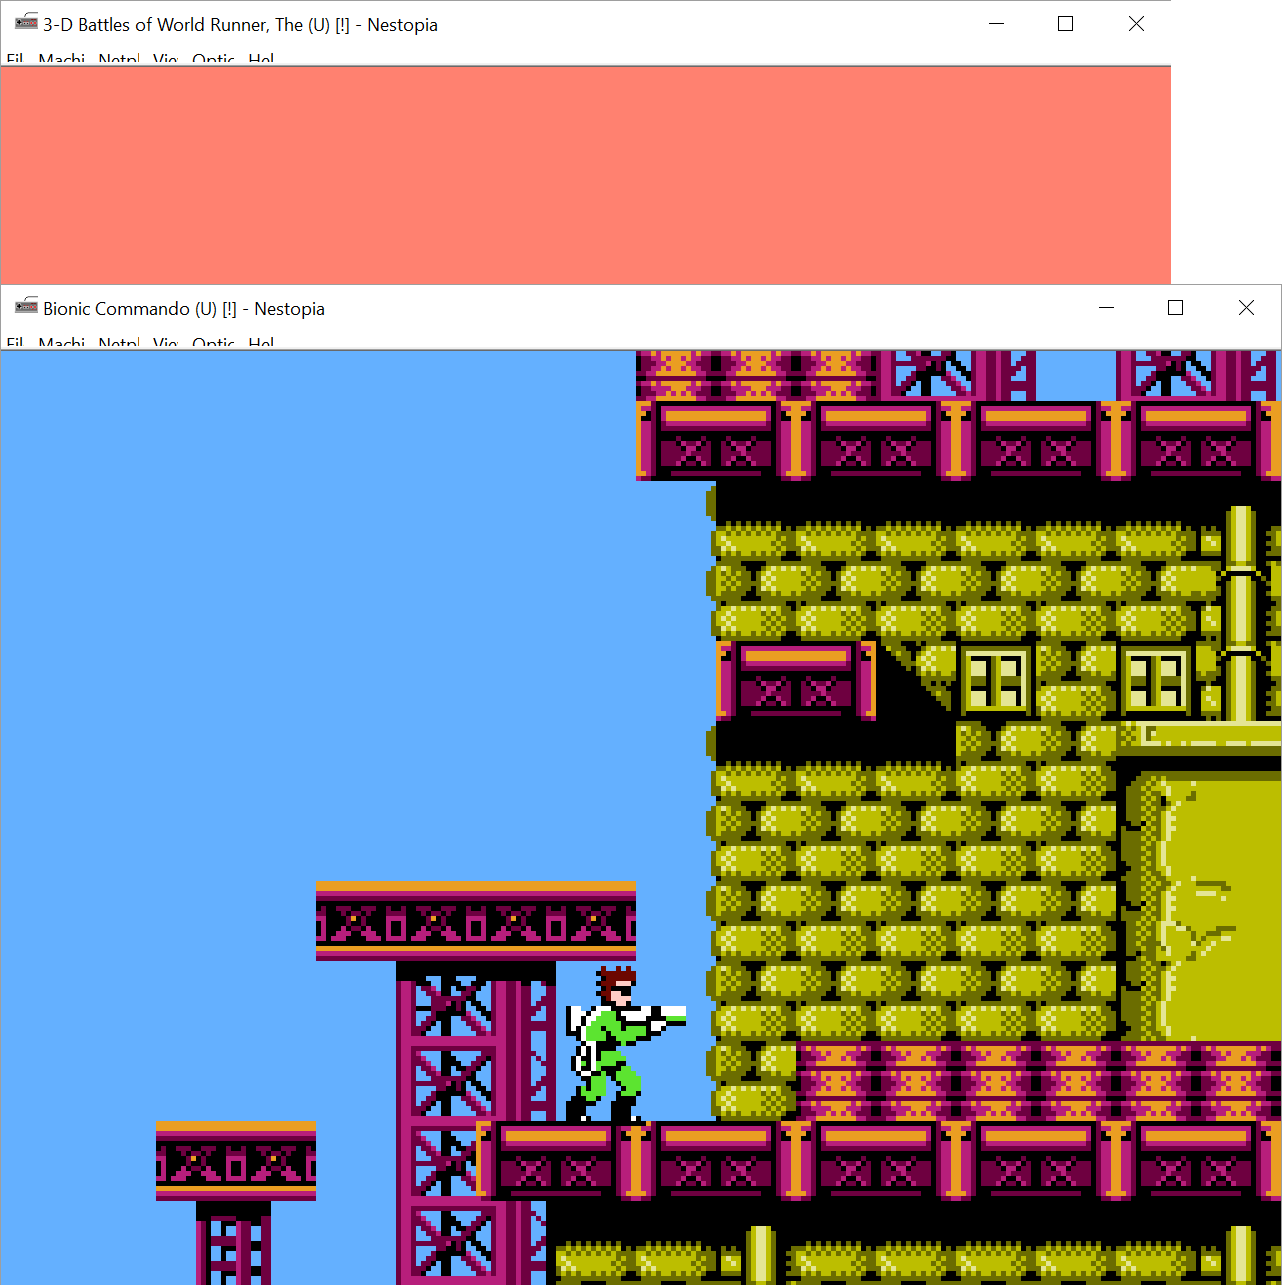 3-D Battles of World Runner, The (U) [!] - Nestopia
Fil Machi Netpl Vie Optic Hel
Bionic Commando (U) [!] - Nestopia
Fil Machi Netpl Vie Optic Hel